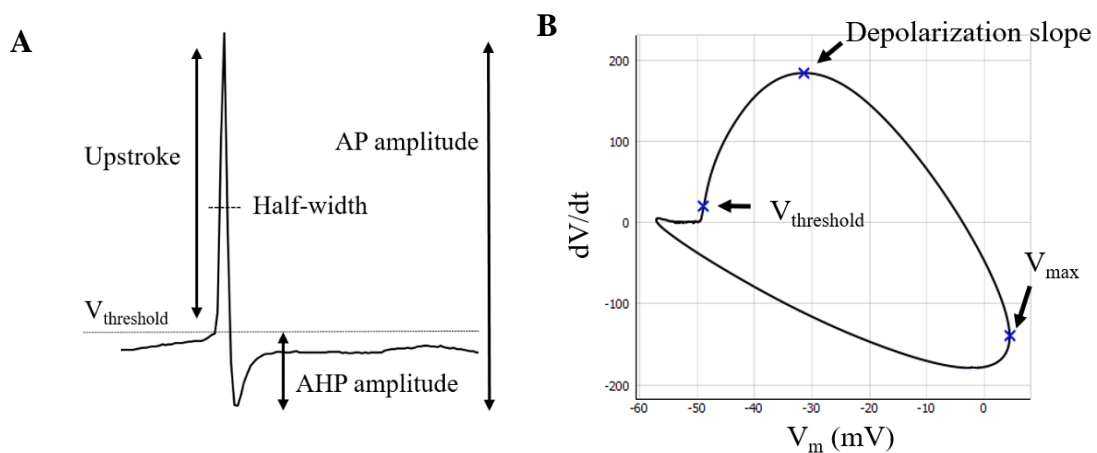 A
Upstroke
AP amplitude
Half-width
Vthreshold
AHP amplitude
B
Depolarization slope
200
100
0
-100
-200
dV/dt
Vthreshold
Vmax
-60
-50
-40
-30
-20
-10
0
Vm (mV)